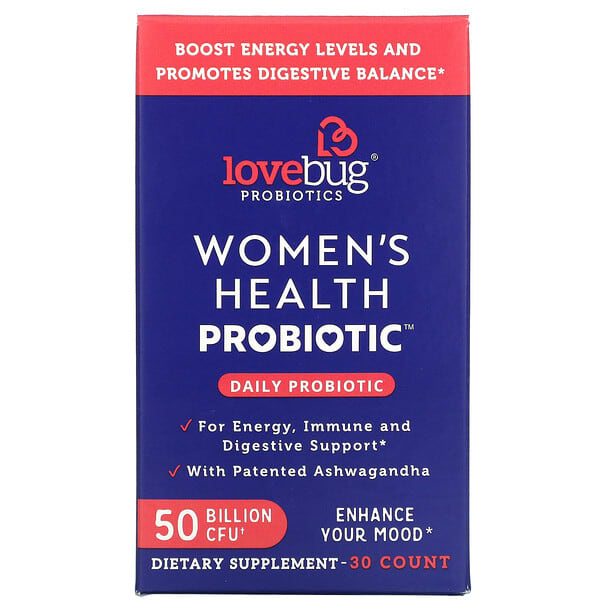 BOOST ENERGY LEVELS AND
PROMOTES DIGESTIVE BALANCE*
lovebug®
PROBIOTICS
WOMEN'S
HEALTH
PROBIOTIC™
DAILY PROBIOTIC
✓ For Energy, Immune and
Digestive Support*
✓ With Patented Ashwagandha
50 BILLION
CFU†
ENHANCE
YOUR MOOD*
DIETARY SUPPLEMENT-30 COUNT